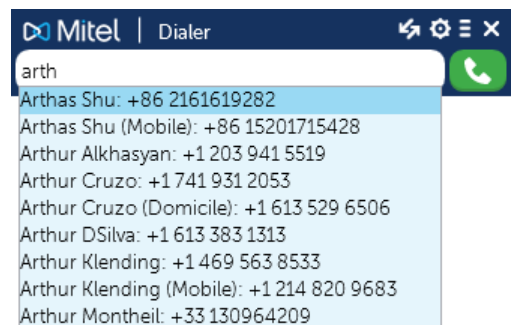 Mitel | Dialer
arth
Arthas Shu: +86 2161619282
Arthas Shu (Mobile): +86 15201715428
Arthur Alkhasyan: +1 203 941 5519
Arthur Cruzo: +1 741 931 2053
Arthur Cruzo (Domicile): +1 613 529 6506
Arthur DSilva: +1 613 383 1313
Arthur Klending: +1 469 563 8533
Arthur Klending (Mobile): +1 214 820 9683
Arthur Montheil: +33 130964209